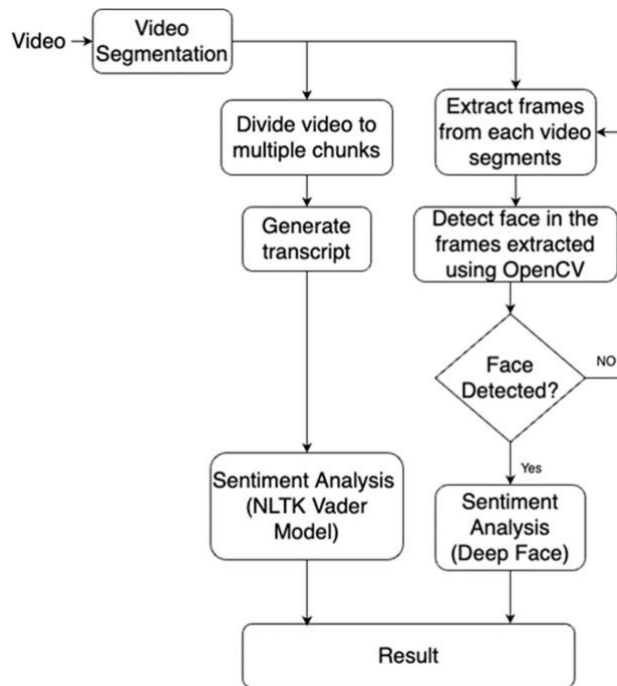 Video
Video
Segmentation
Divide video to
multiple chunks
Generate
transcript
Sentiment Analysis
(NLTK Vader
Model)
Extract frames
from each video
segments
Detect face in the
frames extracted
using OpenCV
Face
Detected?
NO
Yes
Sentiment
Analysis
(Deep Face)
Result